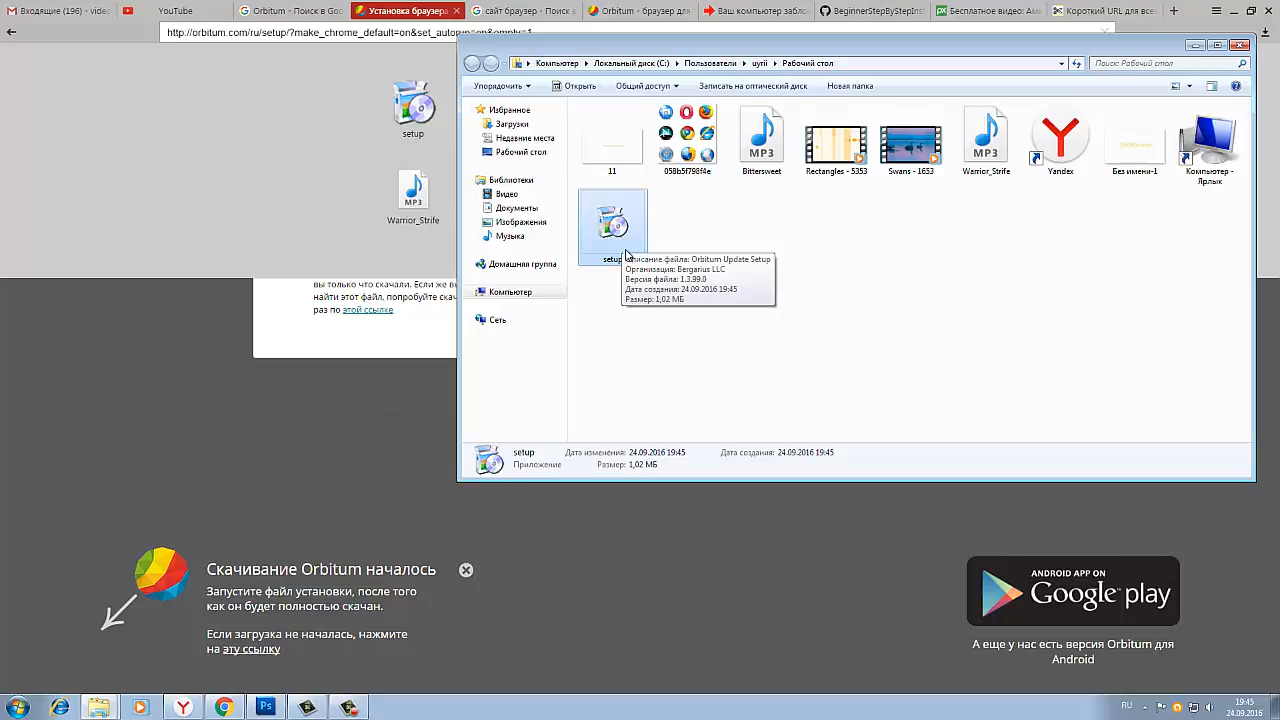 Входящие (196) - video
YouTube
Orbitum - Поиск в Goo
Установка браузера
сайт браузер - Поиск в
Orbitum - браузер для
Ваш компьютер забло
BeginnerStepByStepInst
Бесплатное видео: Ам
Короткий URL для ре
http://orbitum.com/ru/setup/?make_chrome_default=on&set_autorun=on&empty=1
Компьютер
Локальный диск (C:)
Пользователи
uyrii
Рабочий стол
Поиск: Рабочий стол
Упорядочить
Открыть
Общий доступ
Записать на оптический диск
Новая папка
Избранное
Загрузки
Недавние места
Рабочий стол
Библиотеки
Видео
Документы
Изображения
Музыка
Домашняя группа
Компьютер
Сеть
setup
MP3
Warrior_Strife
11
058b5f798f4e
MP3
Bittersweet
Rectangles - 5353
Swans - 1653
MP3
Warrior_Strife
Yandex
Без имени-1
Компьютер -
Ярлык
setup
Описание файла: Orbitum Update Setup
Организация: Bergarius LLC
Версия файла: 1.3.99.0
Дата создания: 24.09.2016 19:45
Размер: 1,02 МБ
вы только что скачали. Если же вы
найти этот файл, попробуйте скач
раз по этой ссылке
setup
Дата изменения: 24.09.2016 19:45
Дата создания: 24.09.2016 19:45
Приложение
Размер: 1,02 МБ
Скачивание Orbitum началось
Запустите файл установки, после того
как он будет полностью скачан.
Если загрузка не началась, нажмите
на эту ссылку
ANDROID APP ON
Google play
А еще у нас есть версия Orbitum для
Android
Ps
RU
19:45
24.09.2016